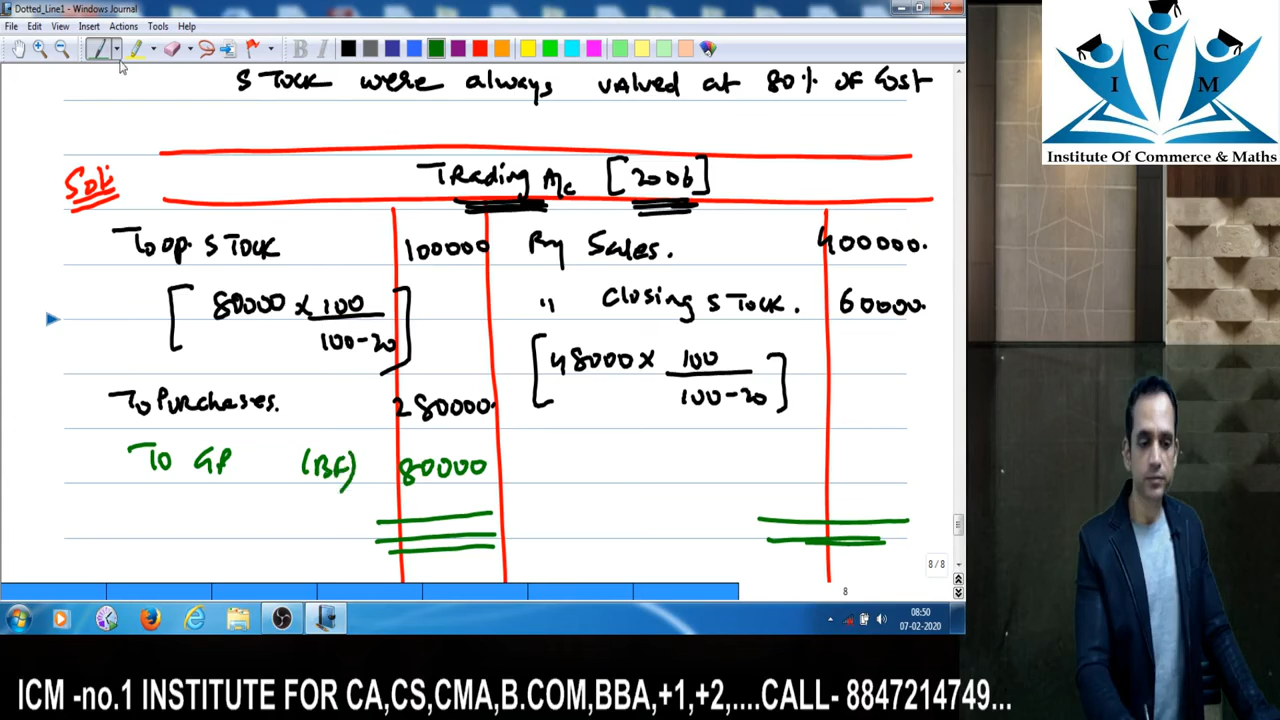 Dotted_Line1 - Windows Journal
File Edit View Insert Actions Tools Help
B I
STOCK were always valued at 80% OF COST
Sol:
Trading A/c [2006]
To op. STOCK 100000 By Sales. 400000.
[80000 × 100/100-20] " Closing STOCK. 60000.
[48000 × 100/100-20]
To Purchases. 280000.
To GP (BF) 80000
8/8
8
08:50
07-02-2020
I C M
Institute Of Commerce & Maths
ICM -no.1 INSTITUTE FOR CA,CS,CMA,B.COM,BBA,+1,+2,....CALL- 8847214749...